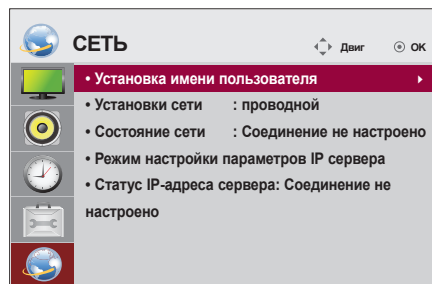 СЕТЬ
Двиг ОК
• Установка имени пользователя
• Установки сети : проводной
• Состояние сети : Соединение не настроено
• Режим настройки параметров IP сервера
• Статус IP-адреса сервера: Соединение не
настроено